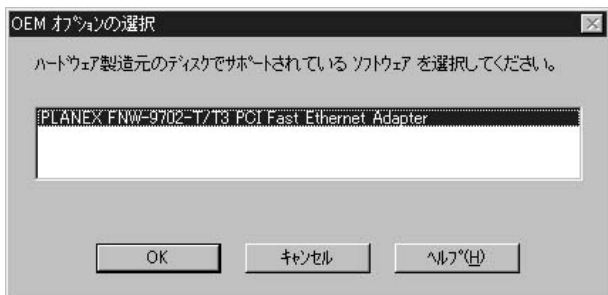 OEM ｵﾌﾟｼｮﾝの選択
ﾊｰﾄﾞｳｪｱ製造元のﾃﾞｨｽｸでｻﾎﾟｰﾄされている ｿﾌﾄｳｪｱ を選択してください。
PLANEX FNW-9702-T/T3 PCI Fast Ethernet Adapter
OK
ｷｬﾝｾﾙ
ﾍﾙﾌﾟ(H)